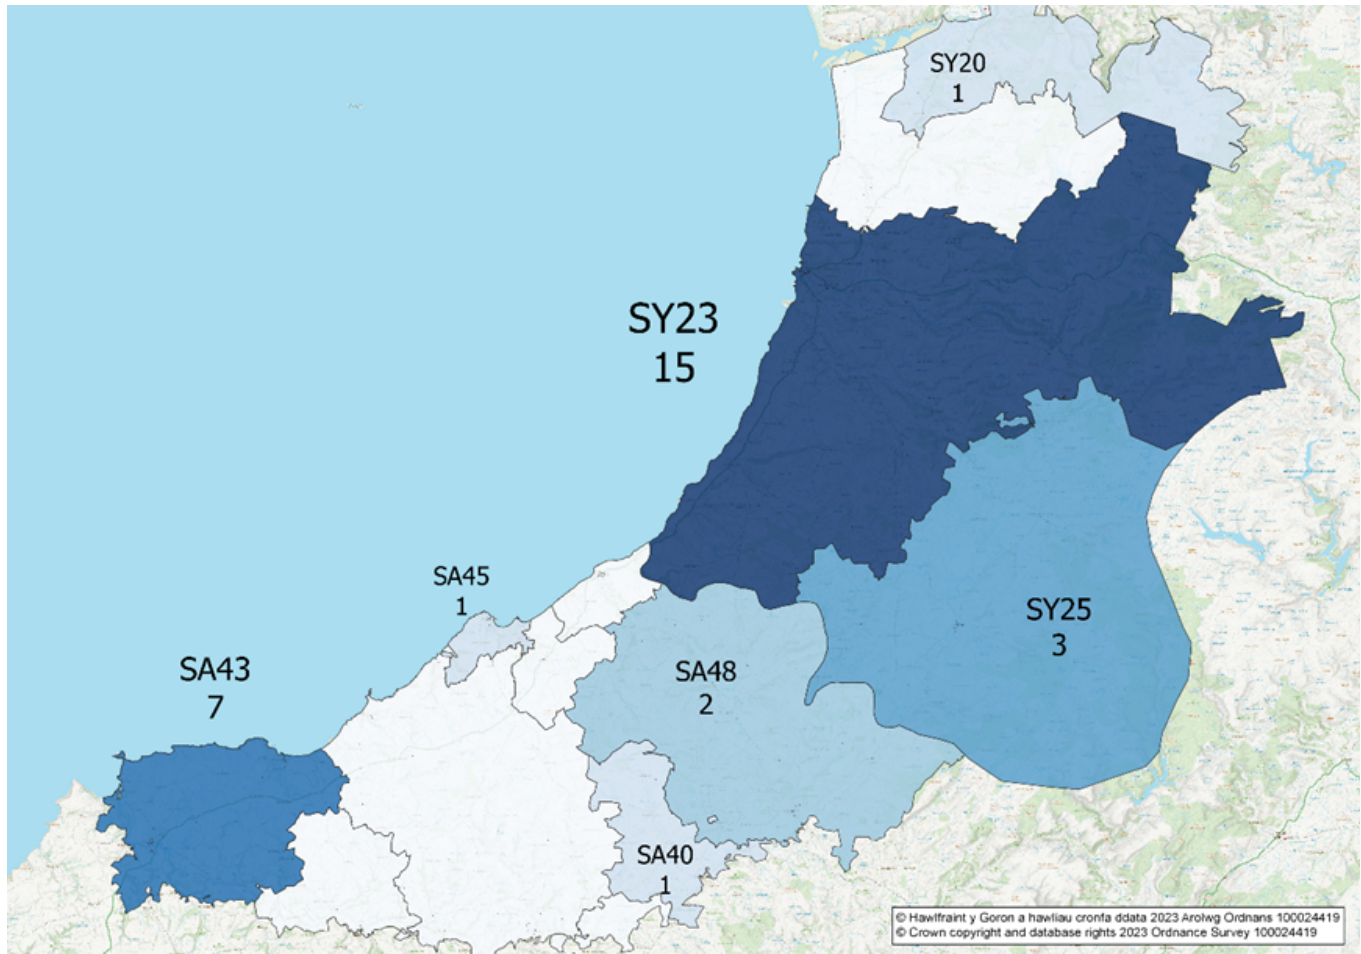 SY20
1
SY23
15
SA45
1
SY25
3
SA43
7
SA48
2
SA40
1
© Hawlfraint y Goron a hawliau cronfa ddata 2023 Arolwg Ordnans 100024419
© Crown copyright and database rights 2023 Ordnance Survey 100024419